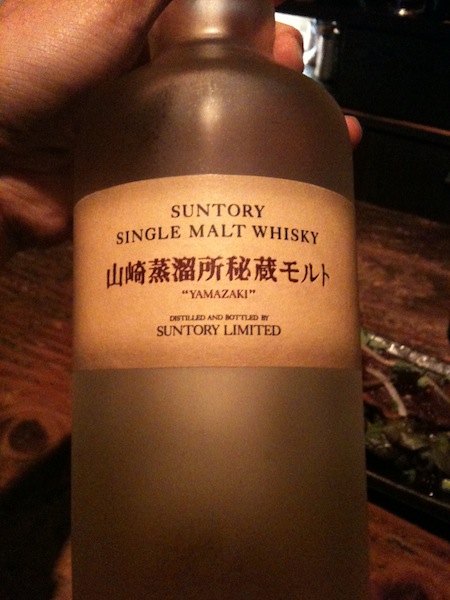 SUNTORY
SINGLE MALT WHISKY
山崎蒸溜所秘蔵モルト
"YAMAZAKI"
DISTILLED AND BOTTLED BY
SUNTORY LIMITED